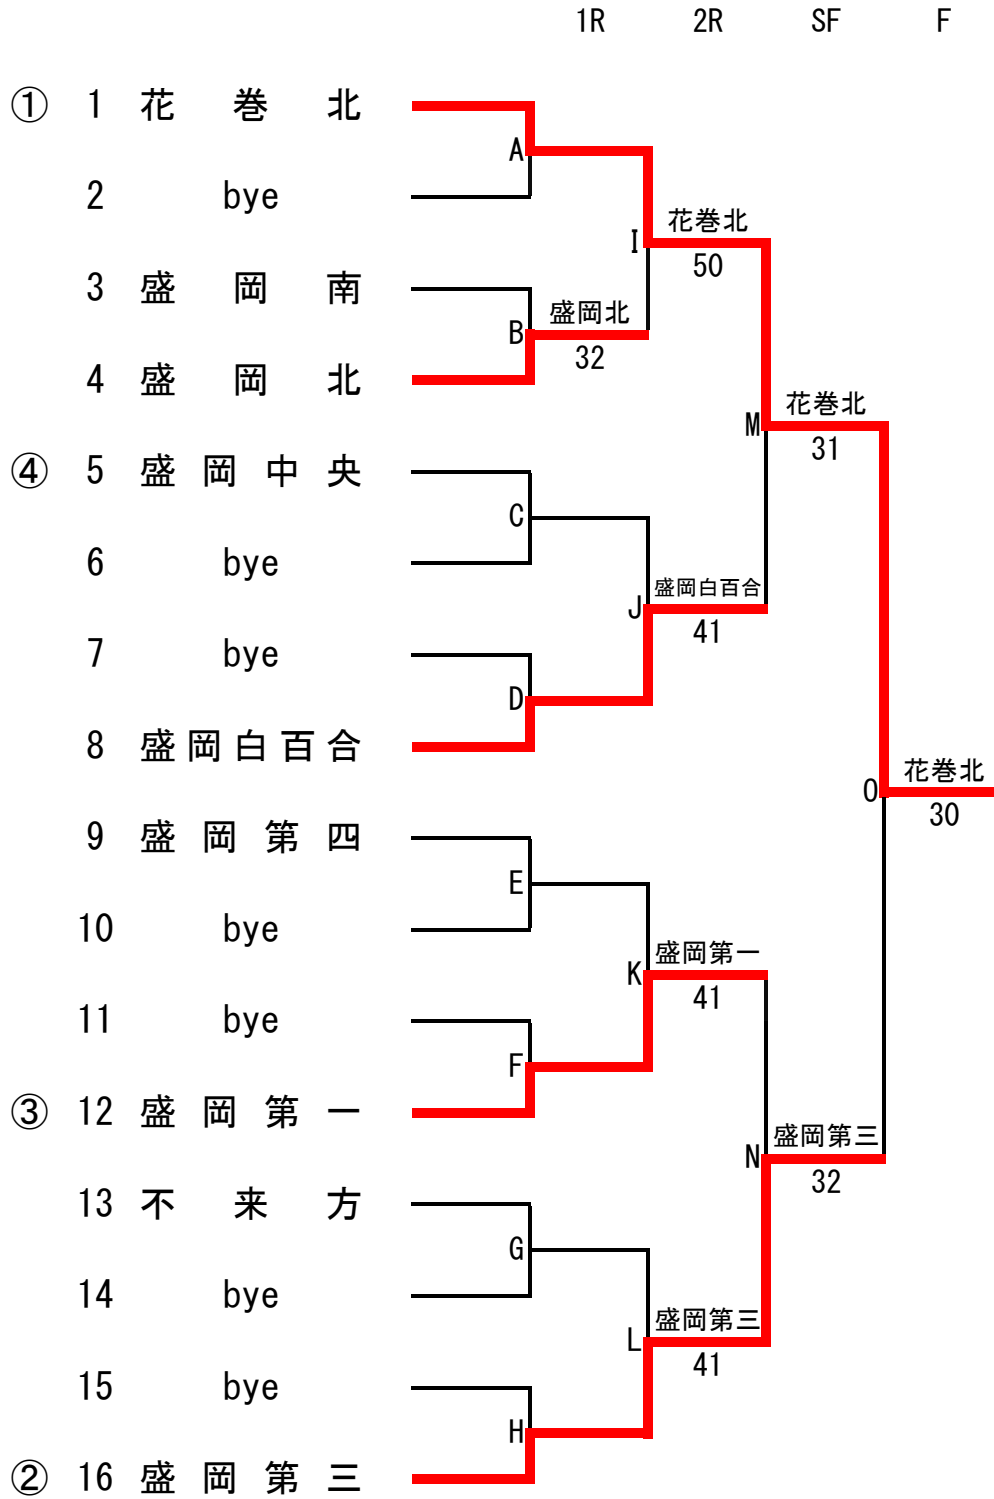 1R 2R SF F
① 1 花巻北
A
2 bye
花巻北
I
50
3 盛岡南
盛岡北
B
32
4 盛岡北
花巻北
M
31
④ 5 盛岡中央
C
6 bye
盛岡白百合
J
41
7 bye
D
8 盛岡白百合
花巻北
O
30
9 盛岡第四
E
10 bye
盛岡第一
K
41
11 bye
F
③ 12 盛岡第一
盛岡第三
N
32
13 不来方
G
14 bye
盛岡第三
L
41
15 bye
H
② 16 盛岡第三